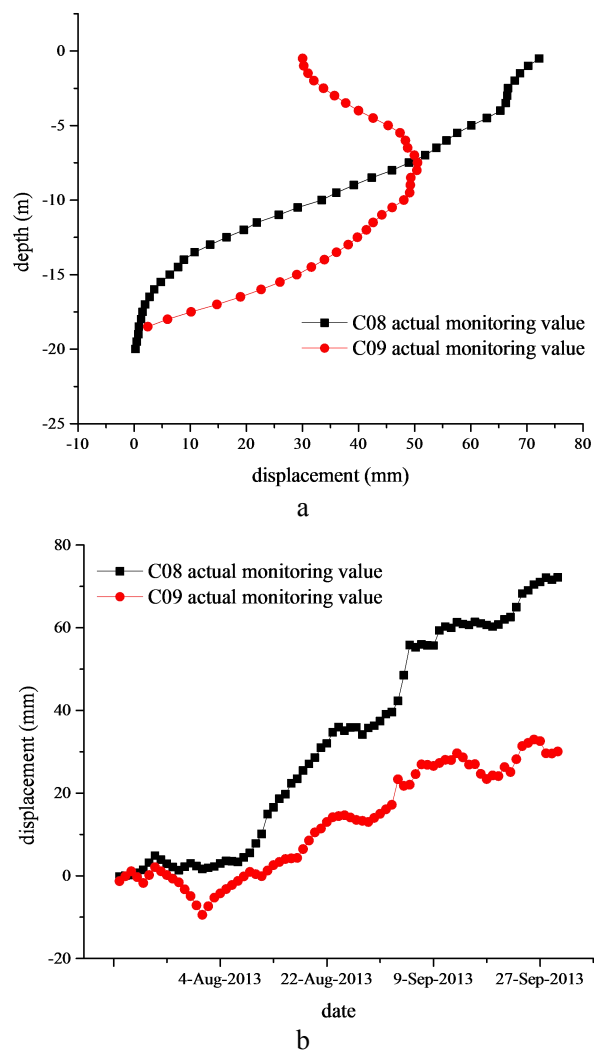 0
-5
-10
-15
-20
-25
depth (m)
C08 actual monitoring value
C09 actual monitoring value
-10 0 10 20 30 40 50 60 70 80
displacement (mm)
a
80
60
40
20
0
-20
displacement (mm)
C08 actual monitoring value
C09 actual monitoring value
4-Aug-2013 22-Aug-2013 9-Sep-2013 27-Sep-2013
date
b